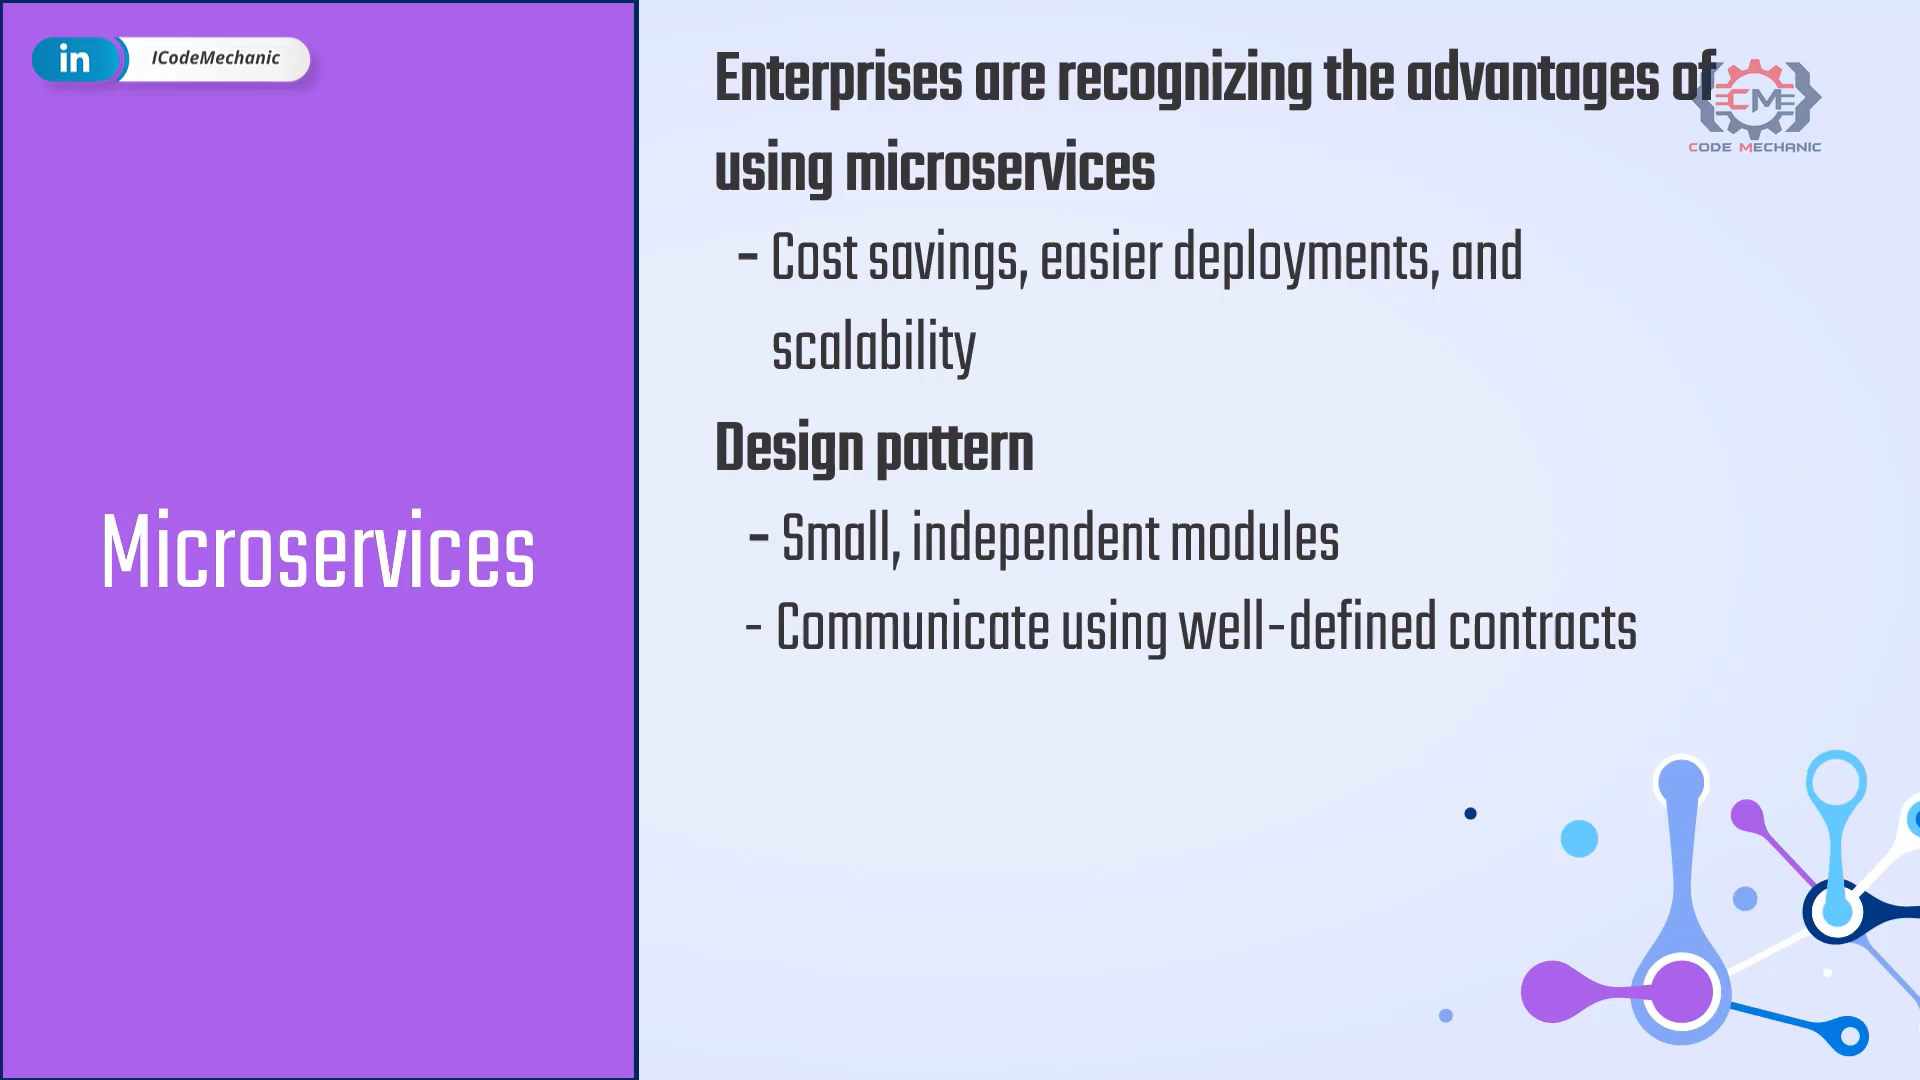 in ICodeMechanic
Microservices
Enterprises are recognizing the advantages of
using microservices
- Cost savings, easier deployments, and
scalability
Design pattern
- Small, independent modules
- Communicate using well-defined contracts
CME
CODE MECHANIC